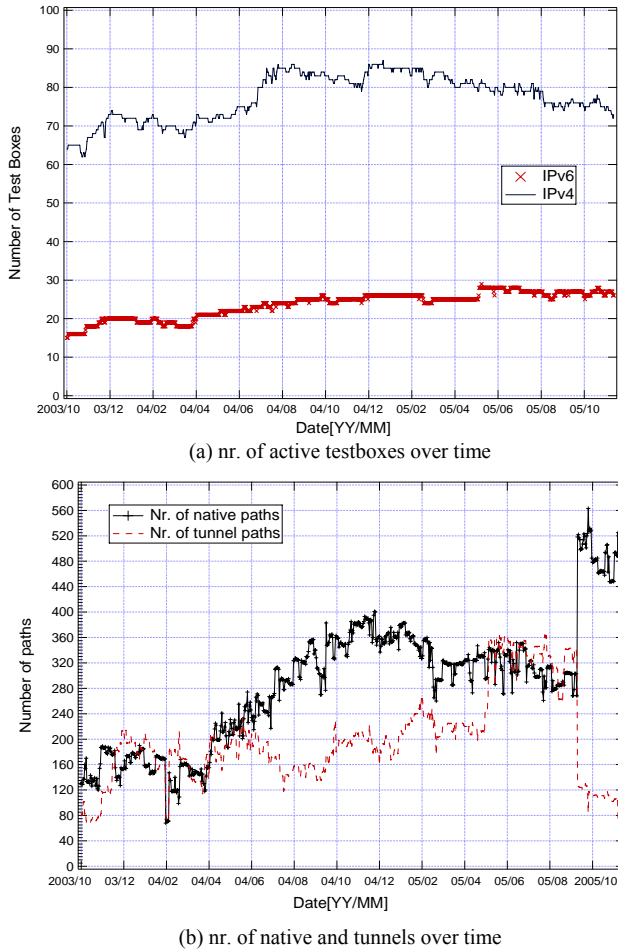 100
90
80
70
60
50
40
30
20
10
0
Number of Test Boxes
IPv6
IPv4
2003/10 03/12 04/02 04/04 04/06 04/08 04/10 04/12 05/02 05/04 05/06 05/08 05/10
Date[YY/MM]
(a) nr. of active testboxes over time
600
560
520
480
440
400
360
320
280
240
200
160
120
80
40
0
Number of paths
Nr. of native paths
Nr. of tunnel paths
2003/10 03/12 04/02 04/04 04/06 04/08 04/10 04/12 05/02 05/04 05/06 05/08 2005/10
Date[YY/MM]
(b) nr. of native and tunnels over time